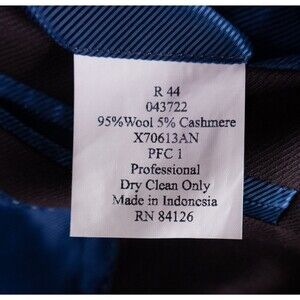 R 44
043722
95%Wool 5% Cashmere
X70613AN
PFC 1
Professional
Dry Clean Only
Made in Indonesia
RN 84126